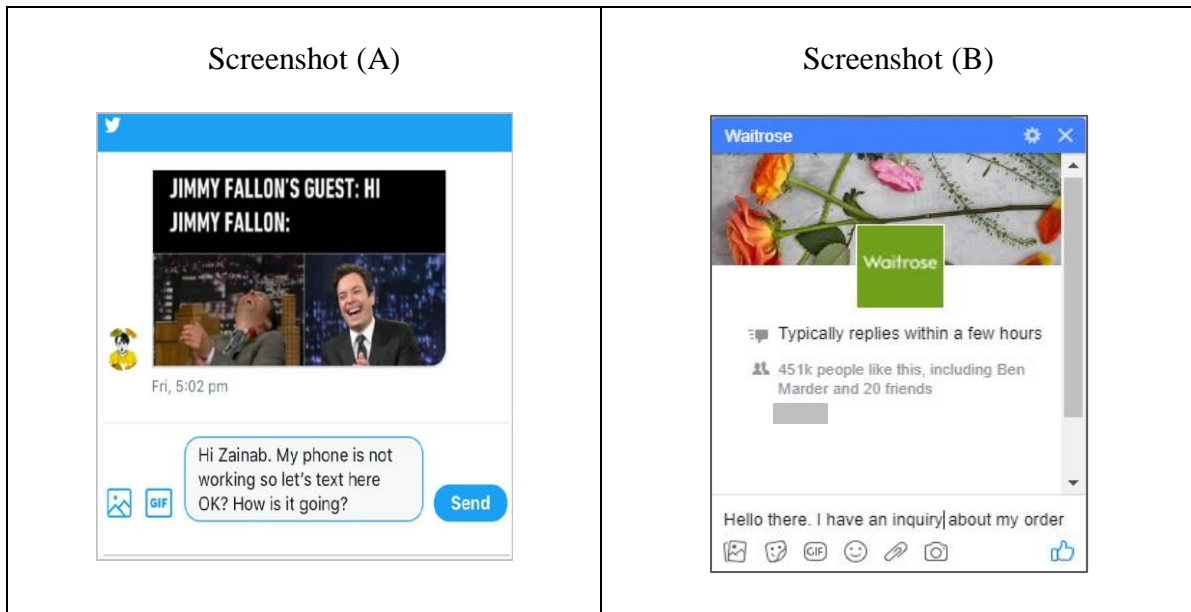 Screenshot (A)
JIMMY FALLON'S GUEST: HI
JIMMY FALLON:
Fri, 5:02 pm
Hi Zainab. My phone is not
working so let's text here
OK? How is it going?
GIF
Send
Screenshot (B)
Waitrose
Waitrose
Typically replies within a few hours
451k people like this, including Ben
Marder and 20 friends
Hello there. I have an inquiry about my order
GIF